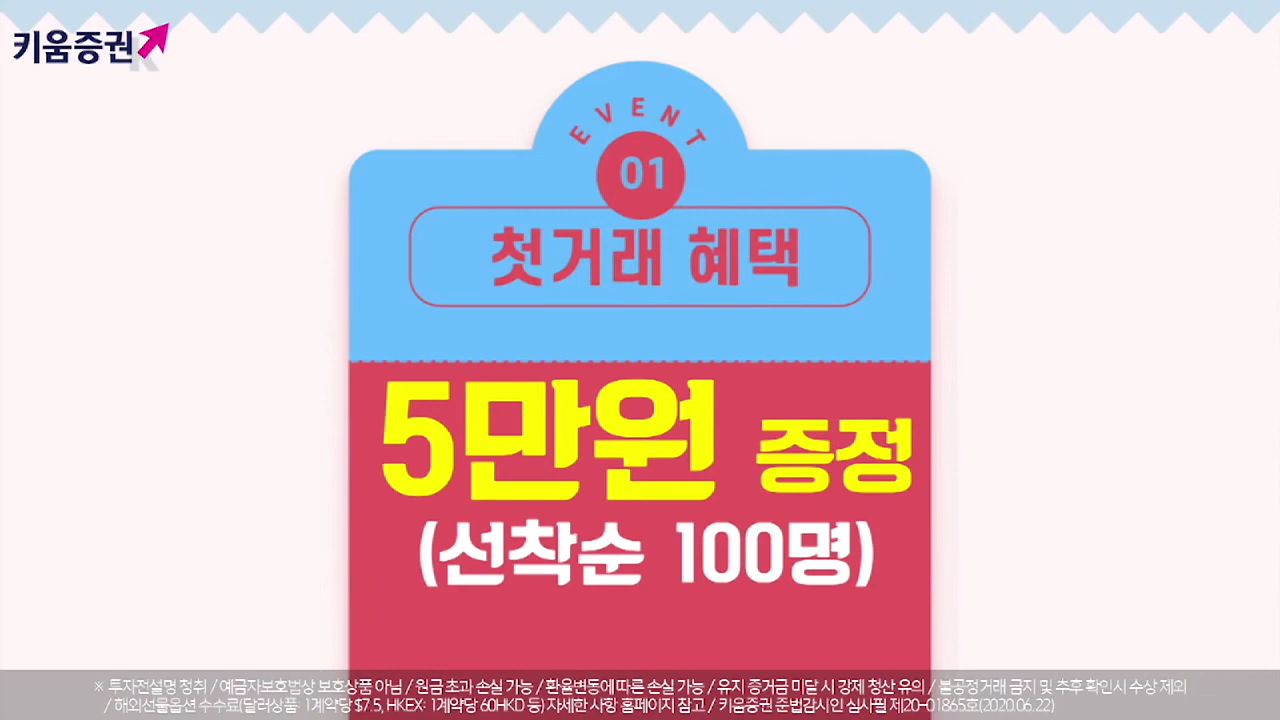 키움증권
EVENT
01
첫거래 혜택
5만원 증정
(선착순 100명)
※ 투자전설명 청취 / 예금자보호법상 보호상품 아님 / 원금 초과 손실 가능 / 환율변동에 따른 손실 가능 / 유지 증거금 미달 시 강제 청산 유의 / 불공정거래 금지 및 추후 확인시 수상 제외
/ 해외선물옵션 수수료(달러상품: 1계약당 $7.5, HKEX: 1계약당 60HKD 등) 자세한 사항 홈페이지 참고 / 키움증권 준법감시인 심사필 제20-01865호(2020.06.22)